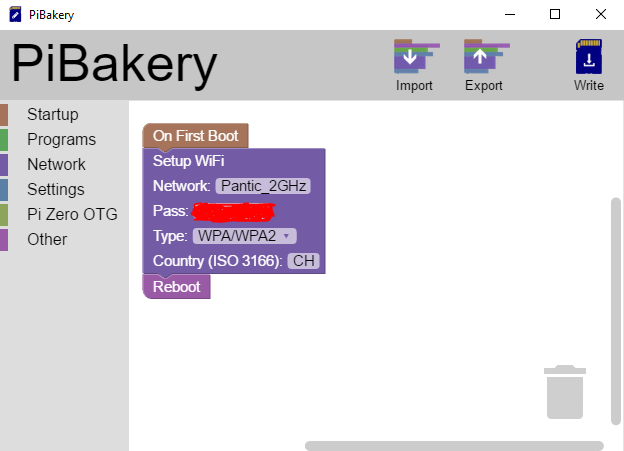 PiBakery
PiBakery
Import
Export
Write
Startup
Programs
Network
Settings
Pi Zero OTG
Other
On First Boot
Setup WiFi
Network: Pantic_2GHz
Pass:
Type: WPA/WPA2
Country (ISO 3166): CH
Reboot